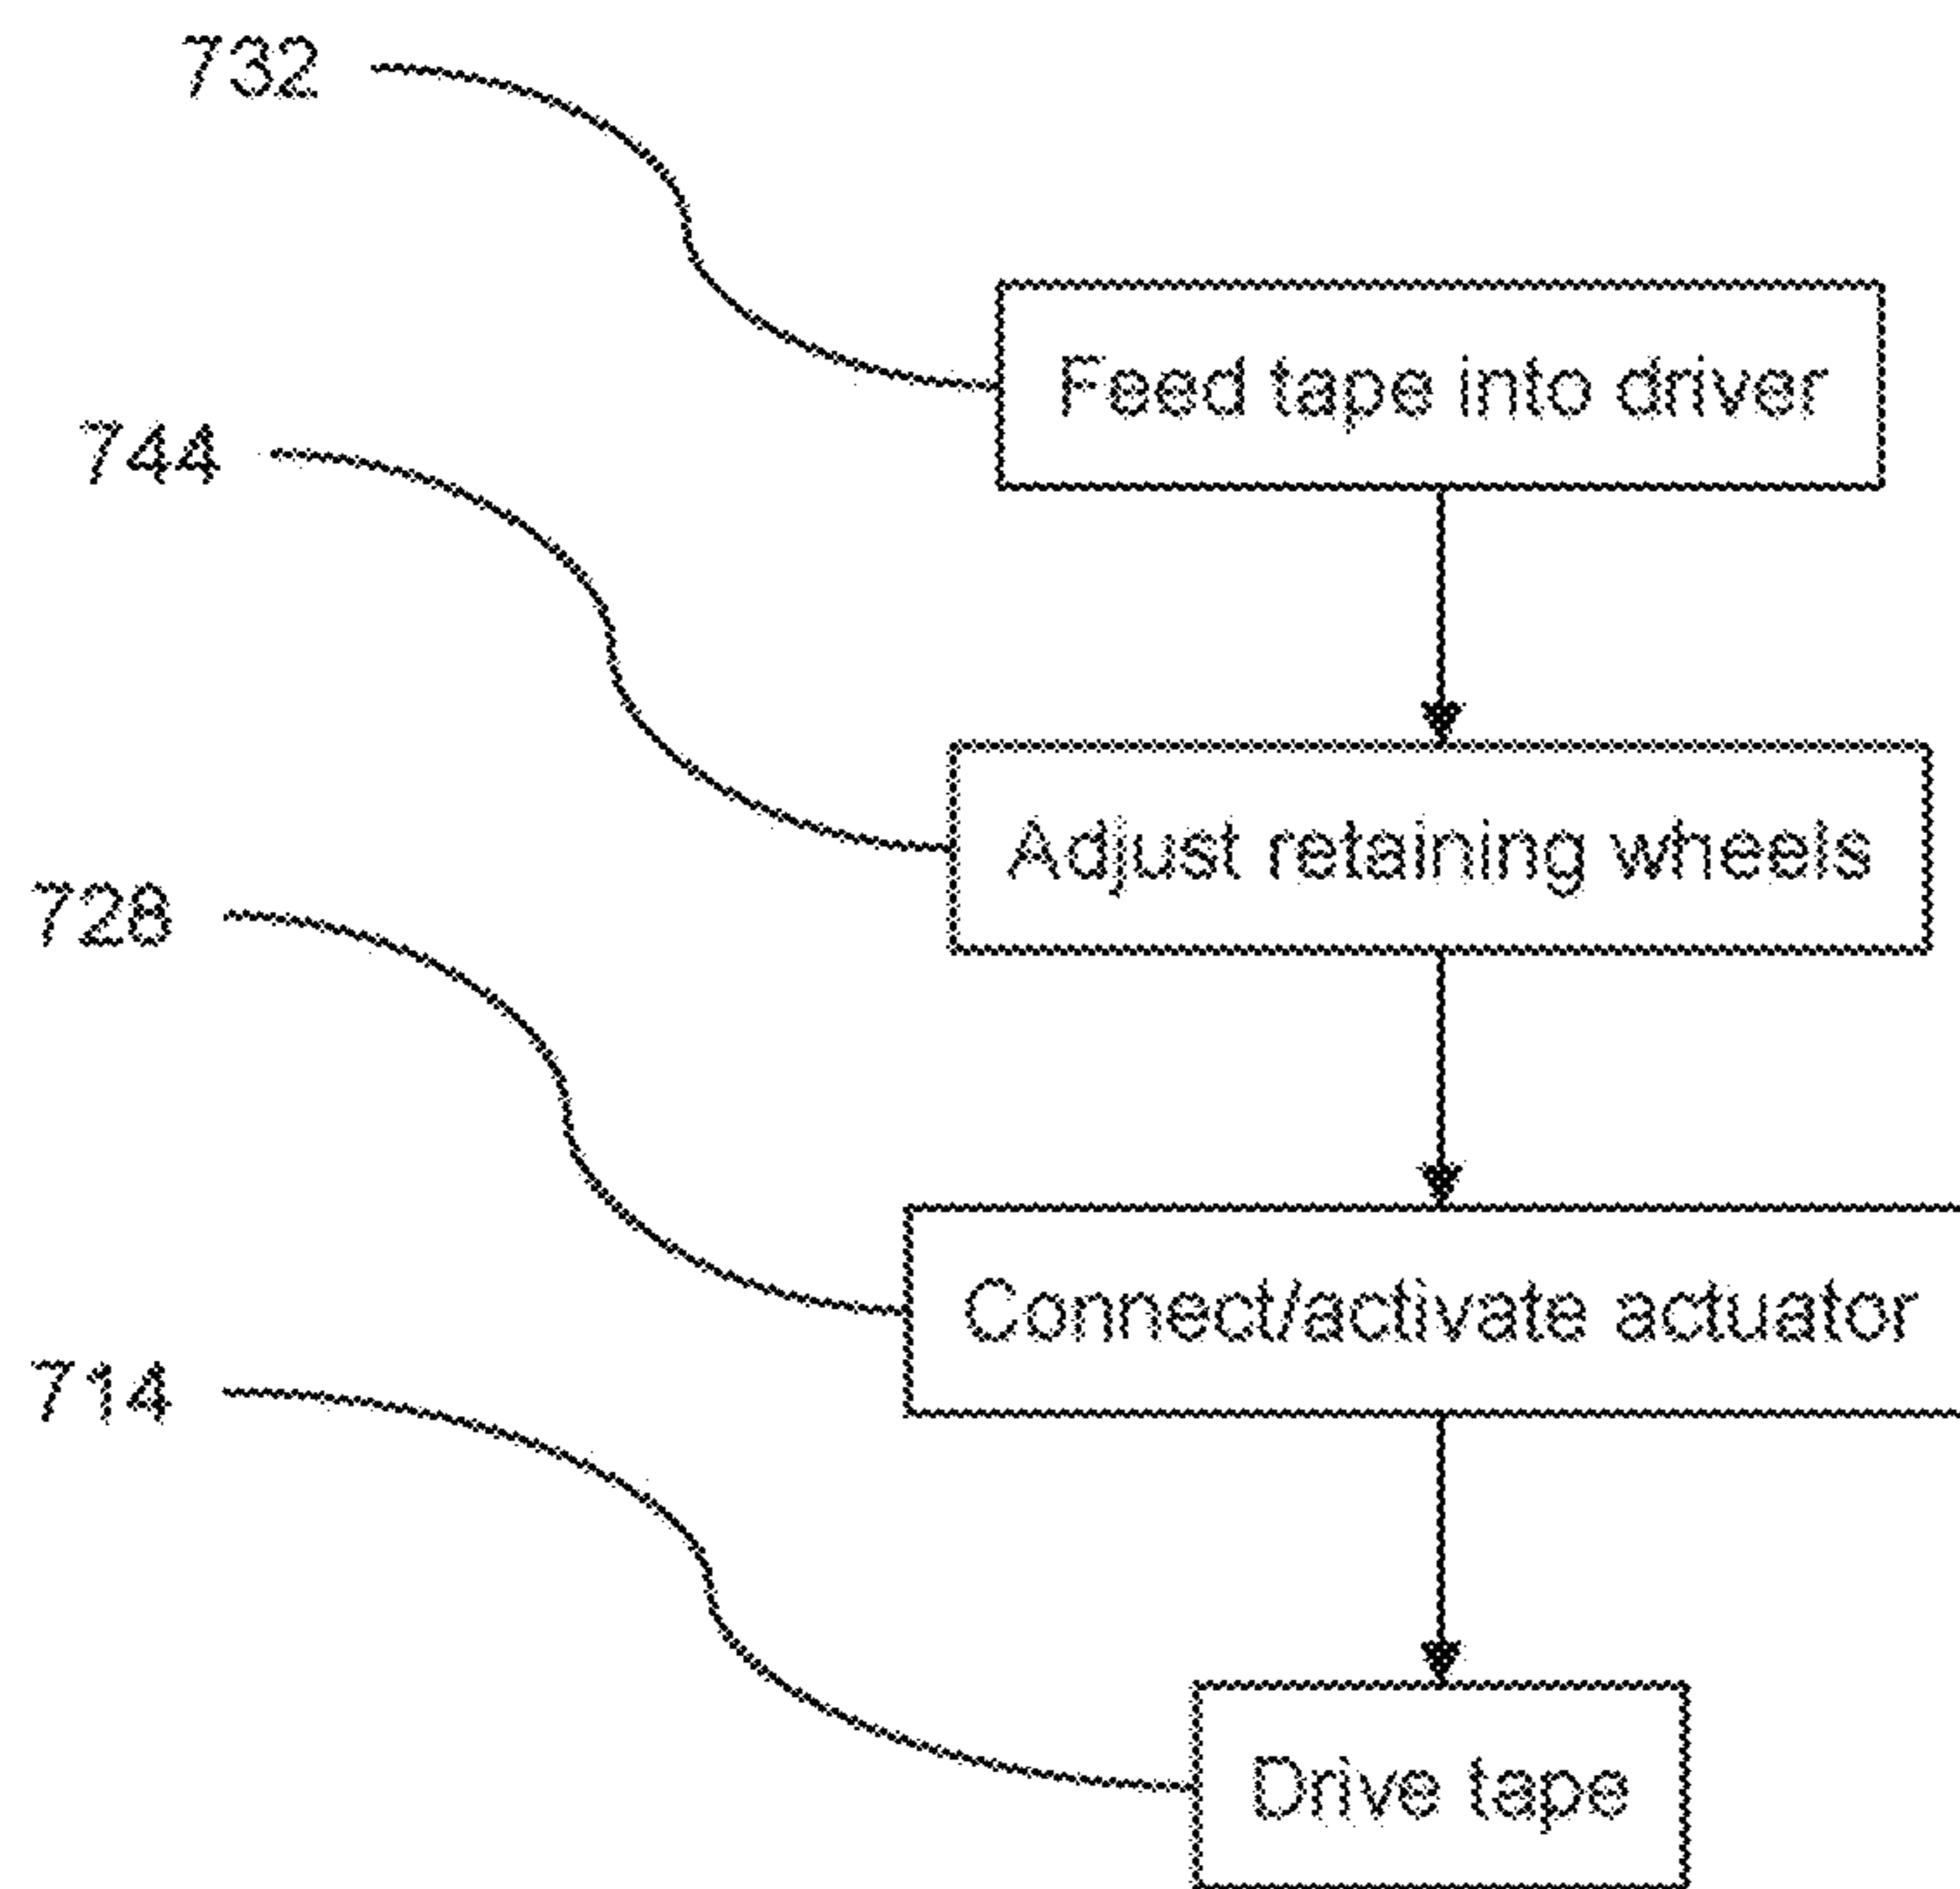 732
Feed tape into driver
744
Adjust retaining wheels
728
Connect/activate actuator
714
Drive tape